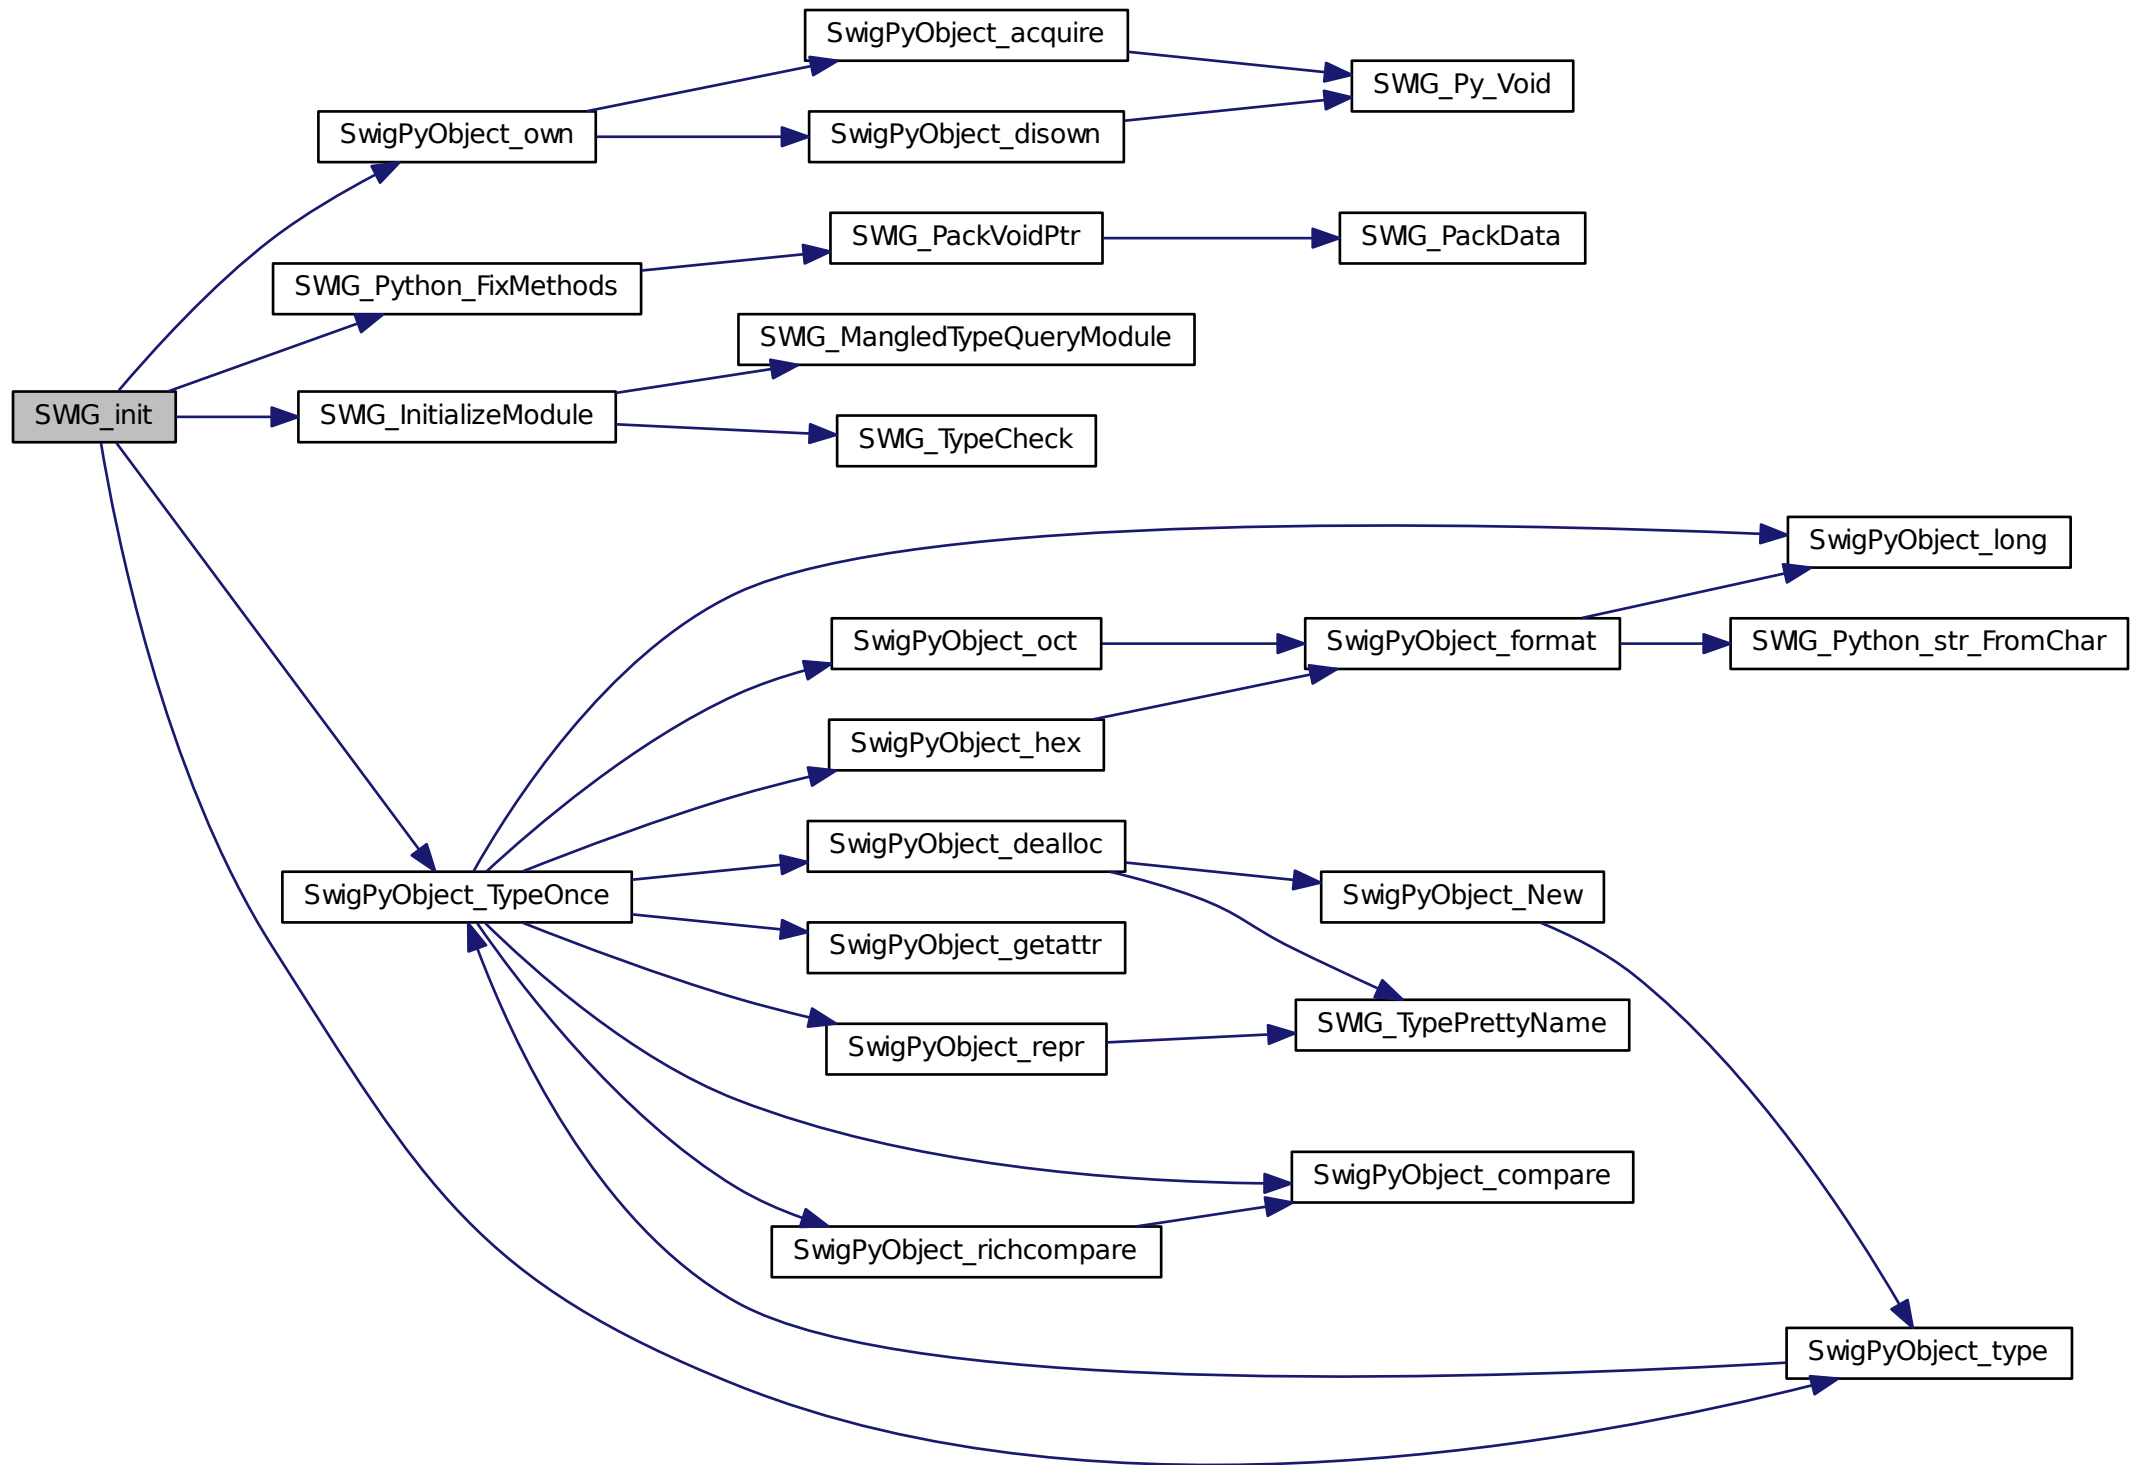 SwigPyObject_acquire
SWIG_Py_Void
SwigPyObject_own
SwigPyObject_disown
SWIG_PackVoidPtr
SWIG_PackData
SWIG_Python_FixMethods
SWIG_MangledTypeQueryModule
SWIG_init
SWIG_InitializeModule
SWIG_TypeCheck
SwigPyObject_long
SwigPyObject_oct
SwigPyObject_format
SWIG_Python_str_FromChar
SwigPyObject_hex
SwigPyObject_dealloc
SwigPyObject_TypeOnce
SwigPyObject_New
SwigPyObject_getattr
SWIG_TypePrettyName
SwigPyObject_repr
SwigPyObject_compare
SwigPyObject_richcompare
SwigPyObject_type